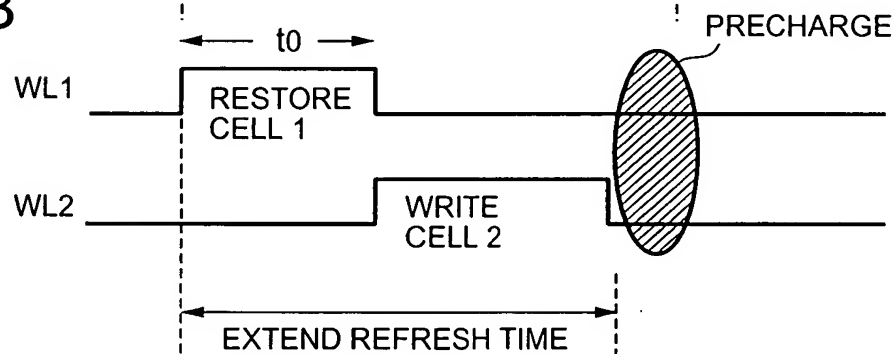 B
t0
PRECHARGE
WL1
RESTORE
CELL 1
WL2
WRITE
CELL 2
EXTEND REFRESH TIME